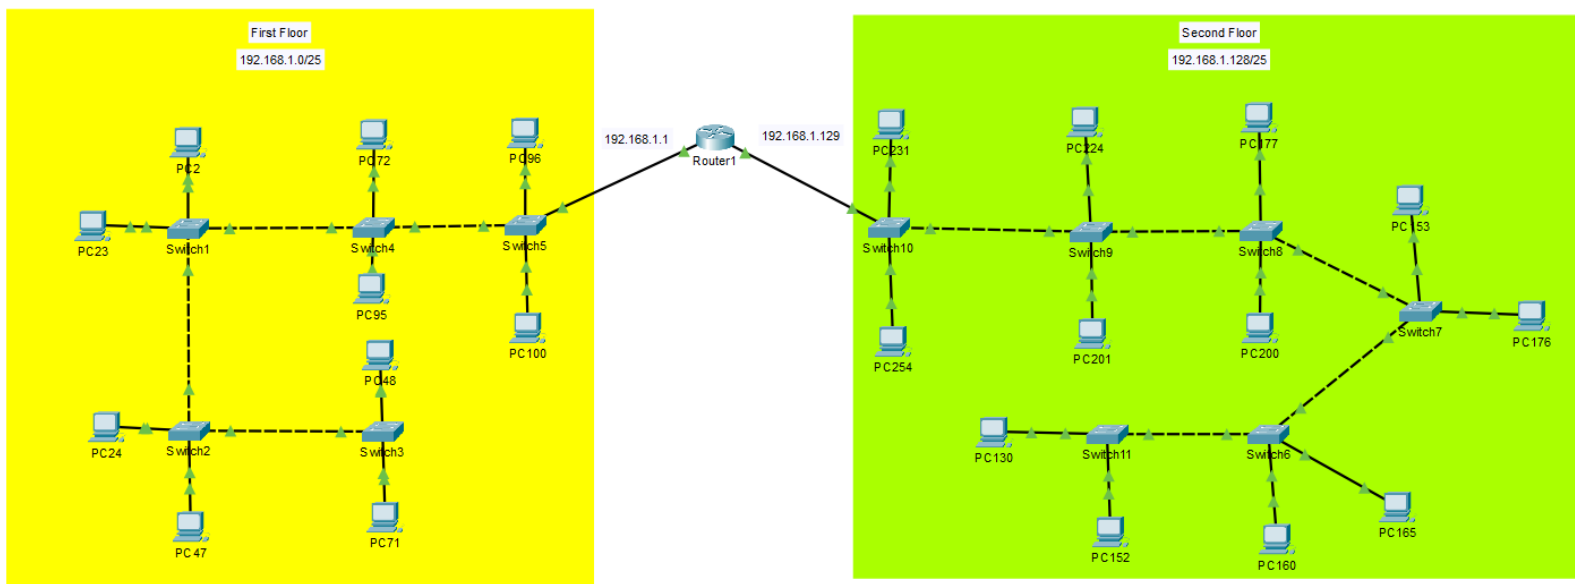 First Floor
192.168.1.0/25
PC2
PC72
PC96
PC23
Switch1
Switch4
Switch5
PC95
PC100
PC48
PC24
Switch2
Switch3
PC47
PC71
192.168.1.1
192.168.1.129
Router1
Second Floor
192.168.1.128/25
PC231
PC224
PC177
PC153
Switch10
Switch9
Switch8
Switch7
PC176
PC254
PC201
PC200
PC130
Switch11
Switch6
PC165
PC152
PC160